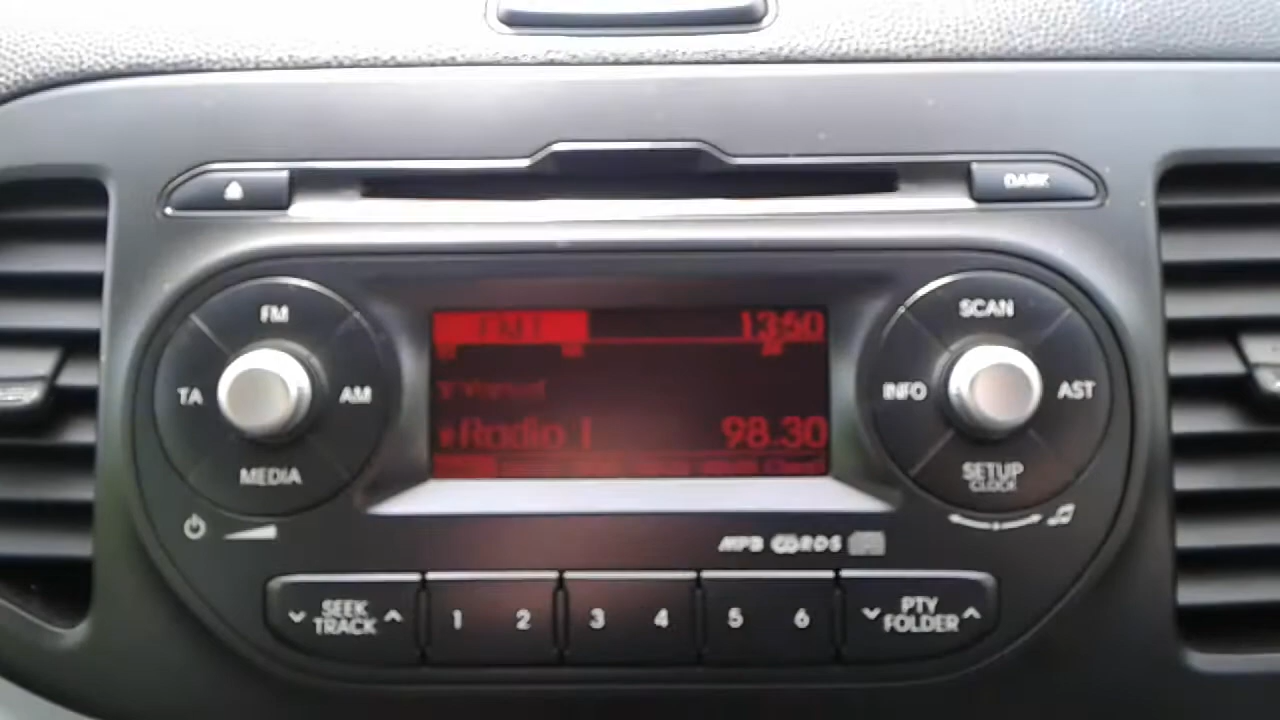 DARK
FM
SCAN
13:50
TA
AM
INFO
AST
Radio 1
98.30
MEDIA
SETUP
CLOCK
MP3
RDS
SEEK
TRACK
1
2
3
4
5
6
PTY
FOLDER